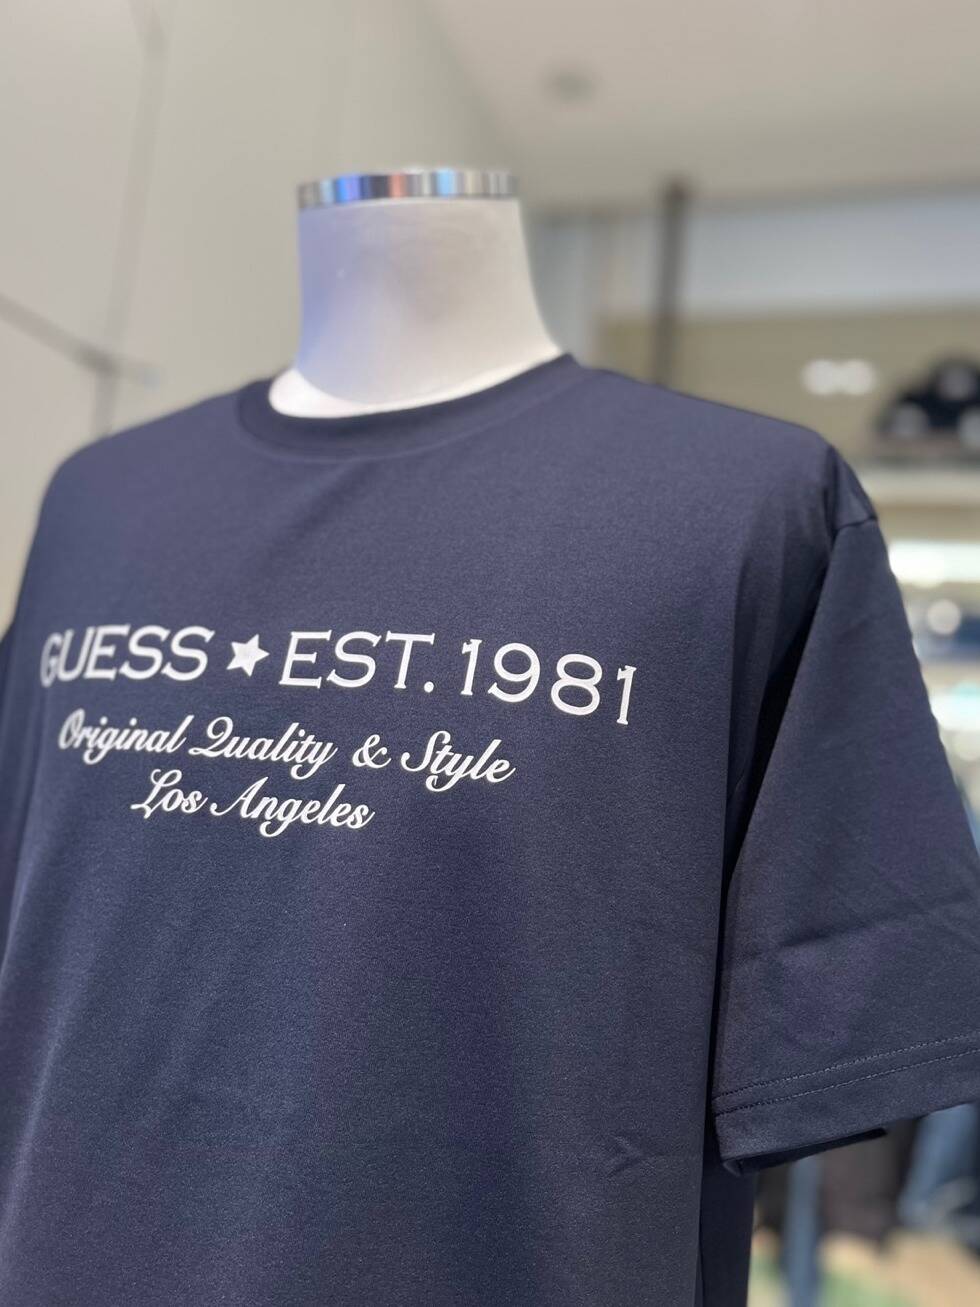 GUESS ★ EST. 1981
Original Quality & Style
Los Angeles